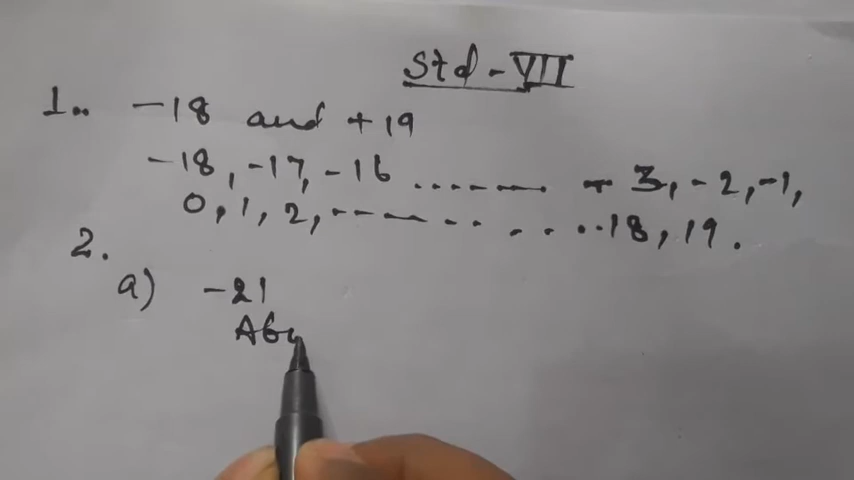 Std - VII
1.. -18 and +19
-18, -17, -16 ......... - 3, -2, -1,
0, 1, 2, ............. 18, 19.
2.
a) -21